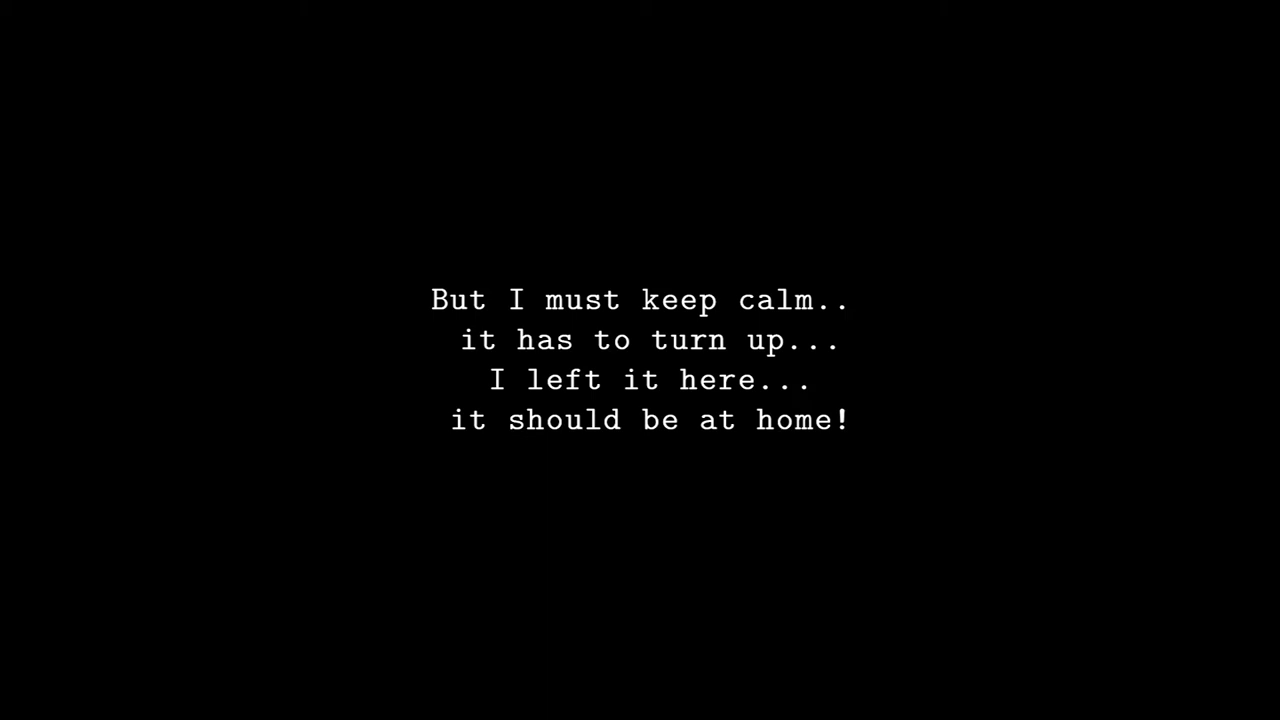 But I must keep calm..
it has to turn up...
I left it here...
it should be at home!